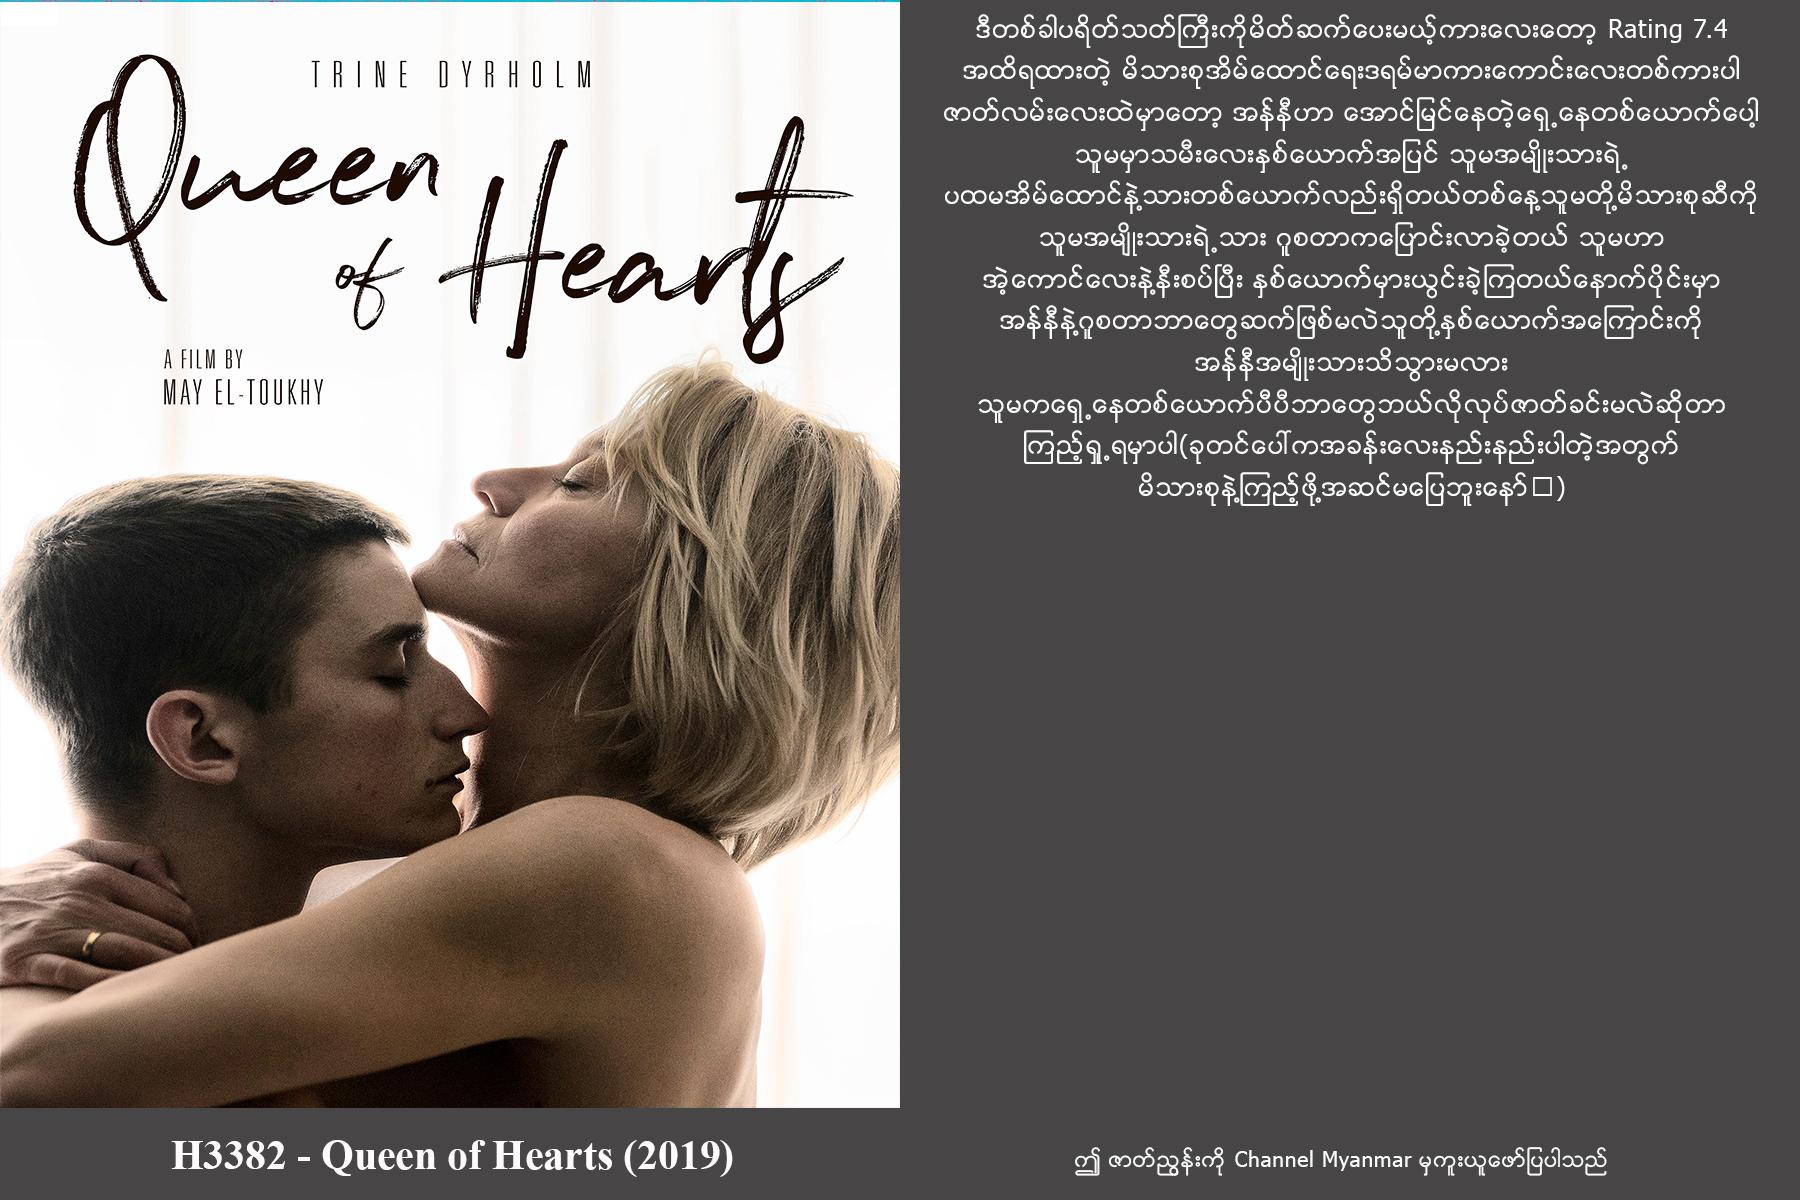 TRINE DYRHOLM
Queen
of Hearts
A FILM BY
MAY EL-TOUKHY
H3382 - Queen of Hearts (2019)
ဒီတစ်ခါပရိတ်သတ်ကြီးကိုမိတ်ဆက်ပေးမယ့်ကားလေးတော့ Rating 7.4
အထိရထားတဲ့ မိသားစုအိမ်ထောင်ရေးဒရမ်မာကားကောင်းလေးတစ်ကားပါ
ဇာတ်လမ်းလေးထဲမှာတော့ အန်နီဟာ အောင်မြင်နေတဲ့ရှေ့နေတစ်ယောက်ပေါ့
သူမမှာသမီးလေးနှစ်ယောက်အပြင် သူမအမျိုးသားရဲ့
ပထမအိမ်ထောင်နဲ့သားတစ်ယောက်လည်းရှိတယ်တစ်နေ့သူမတို့မိသားစုဆီကို
သူမအမျိုးသားရဲ့သား ဂူစတာကပြောင်းလာခဲ့တယ် သူမဟာ
အဲ့ကောင်လေးနဲ့နီးစပ်ပြီး နှစ်ယောက်မှားယွင်းခဲ့ကြတယ်နောက်ပိုင်းမှာ
အန်နီနဲ့ဂူစတာဘာတွေဆက်ဖြစ်မလဲသူတို့နှစ်ယောက်အကြောင်းကို
အန်နီအမျိုးသားသိသွားမလား
သူမကရှေ့နေတစ်ယောက်ပီပီဘာတွေဘယ်လိုလုပ်ဇာတ်ခင်းမလဲဆိုတာ
ကြည့်ရှု့ရမှာပါ(ခုတင်ပေါ်ကအခန်းလေးနည်းနည်းပါတဲ့အတွက်
မိသားစုနဲ့ကြည့်ဖို့အဆင်မပြေဘူးနော်□)
ဤ ဇာတ်ညွှန်းကို Channel Myanmar မှကူးယူဖော်ပြပါသည်